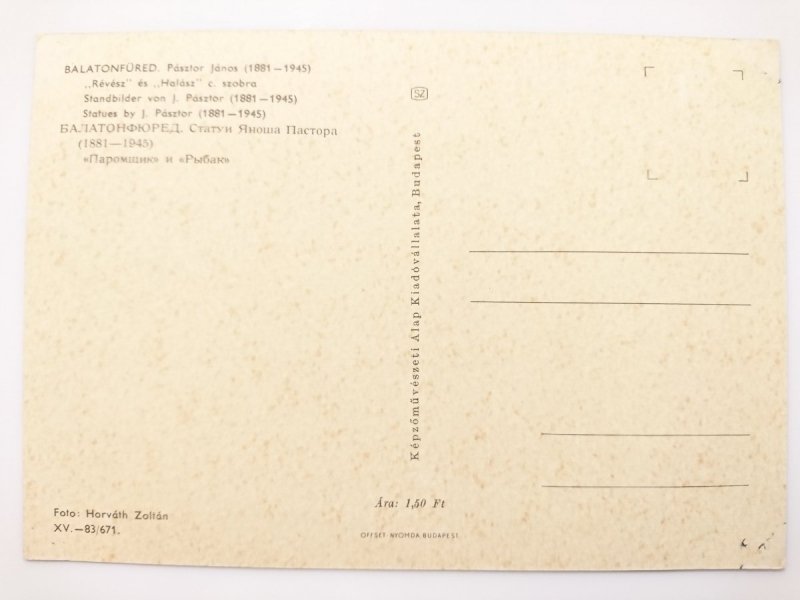 BALATONFÜRED. Pásztor János (1881—1945)
„Révész" és „Halász" c. szobra
Standbilder von J. Pásztor (1881—1945)
Statues by J. Pásztor (1881—1945)
БАЛАТОНФЮРЕД. Статуи Яноша Пастора
(1881—1945)
«Паромщик» и «Рыбак»
SZ
Képzőművészeti Alap Kiadóvállalata, Budapest
Foto: Horváth Zoltán
XV.—83/671.
Ára: 1,50 Ft
OFFSET NYOMDA BUDAPEST